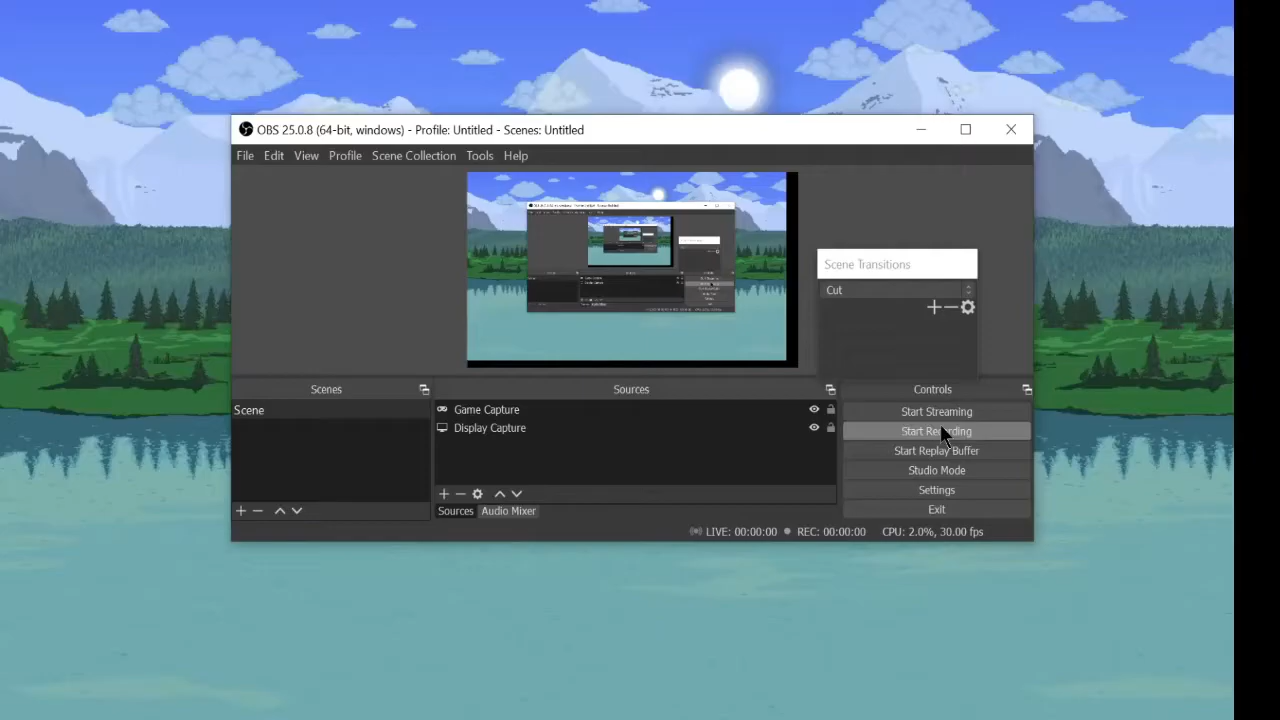 OBS 25.0.8 (64-bit, windows) - Profile: Untitled - Scenes: Untitled
File Edit View Profile Scene Collection Tools Help
Scene Transitions
Cut
Scenes
Scene
Sources
Game Capture
Display Capture
Sources Audio Mixer
Controls
Start Streaming
Start Recording
Start Replay Buffer
Studio Mode
Settings
Exit
LIVE: 00:00:00 REC: 00:00:00 CPU: 2.0%, 30.00 fps